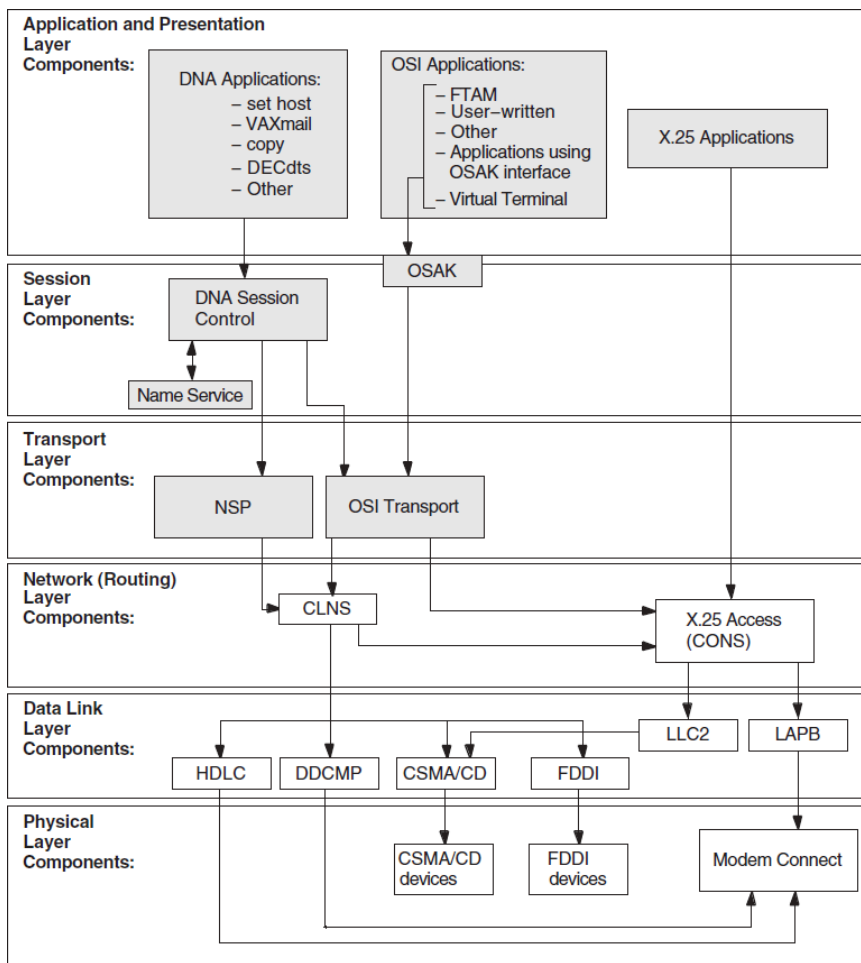 Application and Presentation
Layer
Components:
DNA Applications:
– set host
– VAXmail
– copy
– DECdts
– Other
OSI Applications:
– FTAM
– User–written
– Other
– Applications using
OSAK interface
– Virtual Terminal
X.25 Applications
OSAK
Session
Layer
Components:
DNA Session
Control
Name Service
Transport
Layer
Components:
NSP
OSI Transport
Network (Routing)
Layer
Components:
CLNS
X.25 Access
(CONS)
Data Link
Layer
Components:
LLC2
LAPB
HDLC
DDCMP
CSMA/CD
FDDI
Physical
Layer
Components:
CSMA/CD
devices
FDDI
devices
Modem Connect